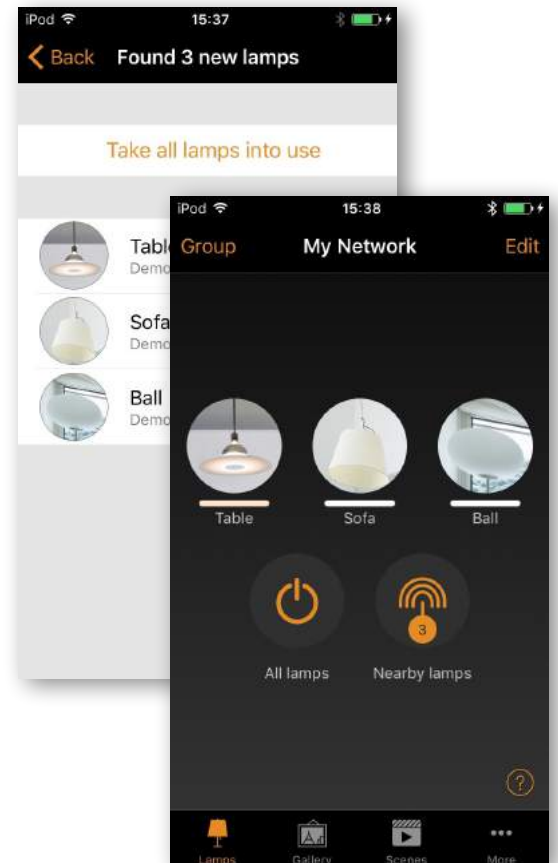 iPod 15:37
Back Found 3 new lamps
Take all lamps into use
Table
Demo
Sofa
Demo
Ball
Demo
iPod 15:38
Group My Network Edit
Table Sofa Ball
3
All lamps Nearby lamps
?
Lamps Gallery Scenes More